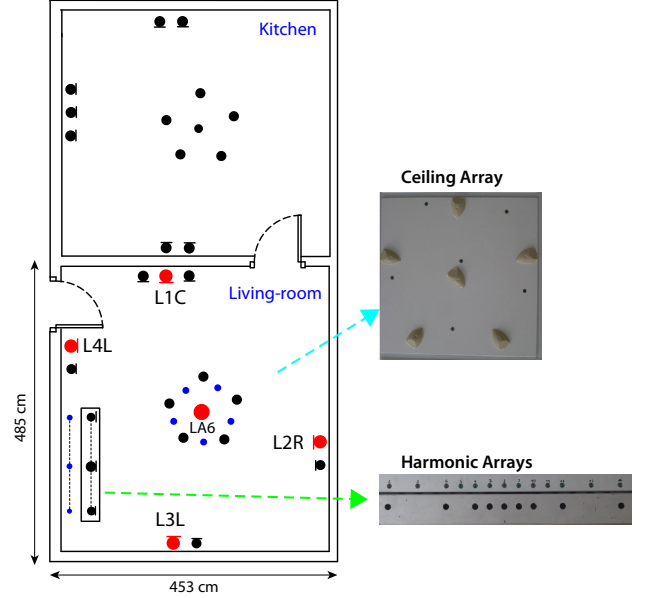 Kitchen
Ceiling Array
Living-room
L1C
L4L
LA6
L2R
485 cm
Harmonic Arrays
L3L
453 cm